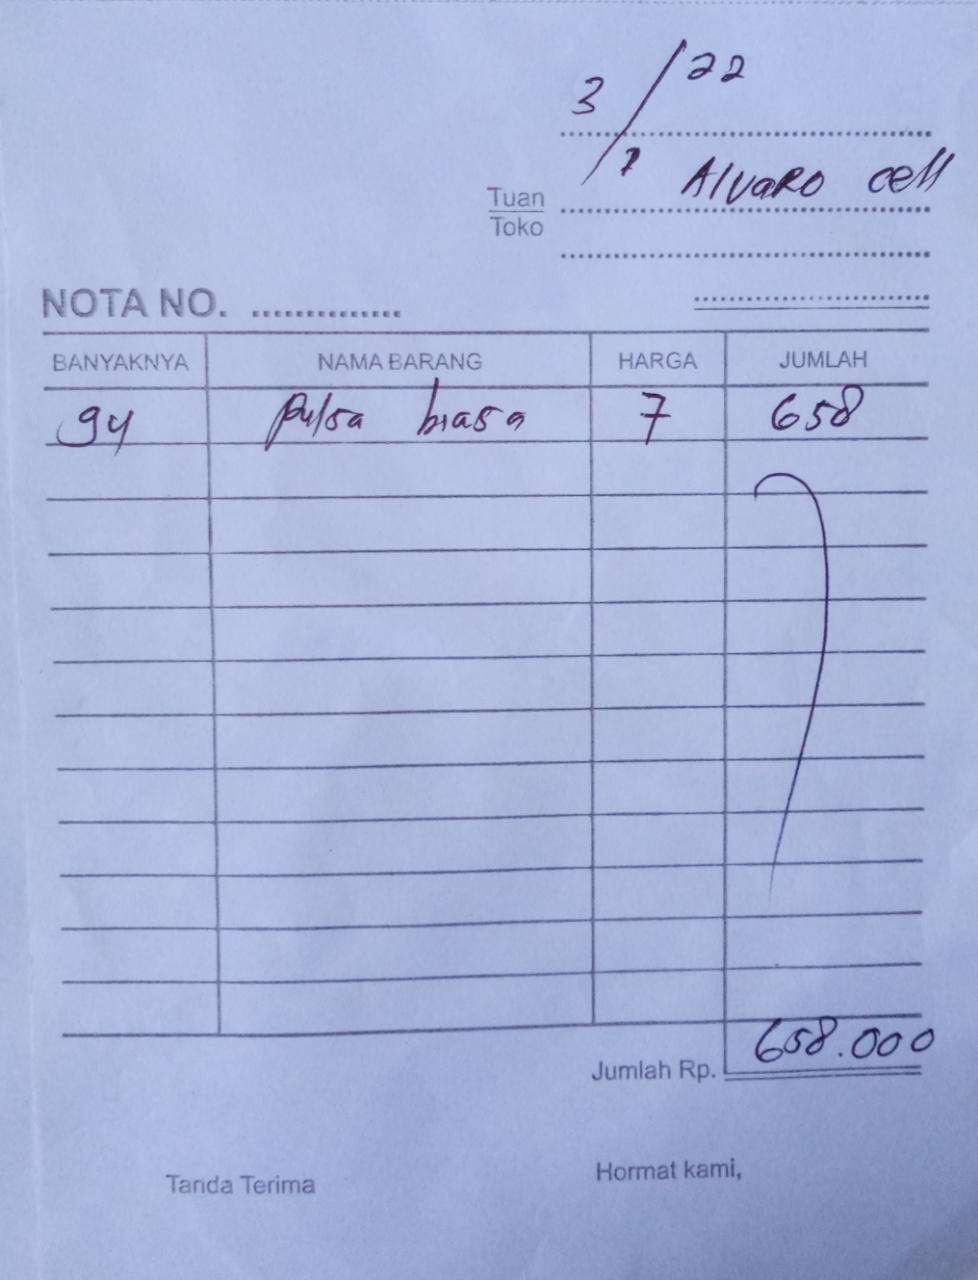 3/7 22
Tuan Alvaro cell
Toko
NOTA NO. ..............
BANYAKNYA NAMA BARANG HARGA JUMLAH
94 pulsa biasa 7 658
Jumlah Rp. 658.000
Tanda Terima Hormat kami,